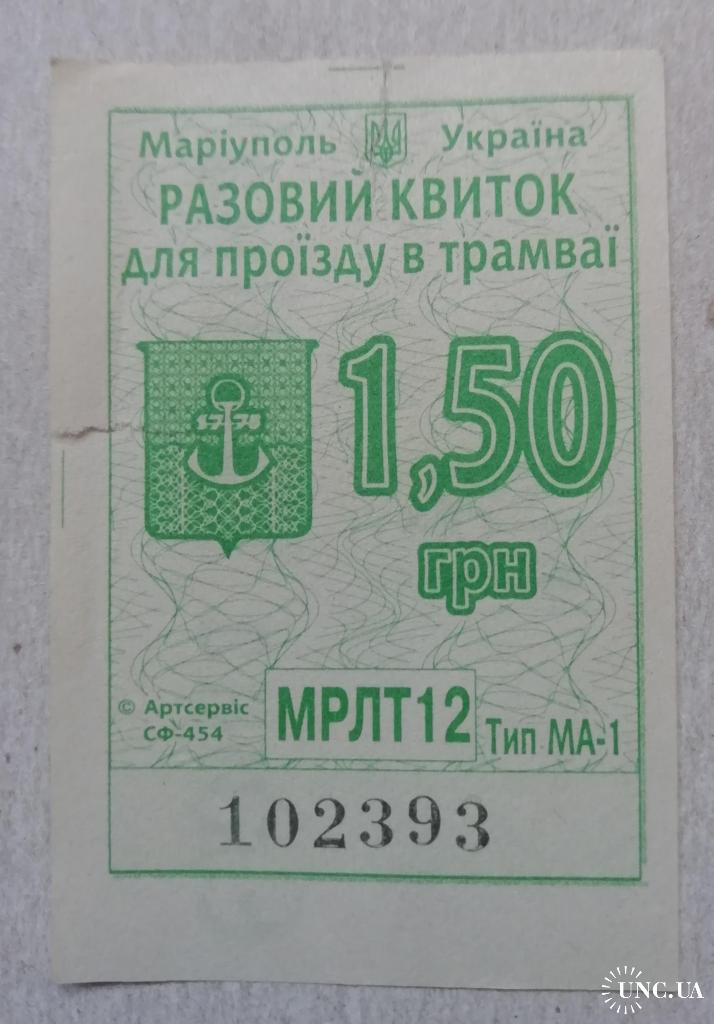 Маріуполь Україна
РАЗОВИЙ КВИТОК
для проїзду в трамваї
1778
1,50
грн
© Артсервіс
СФ-454
МРЛТ12
Тип МА-1
102393
UNC.UA